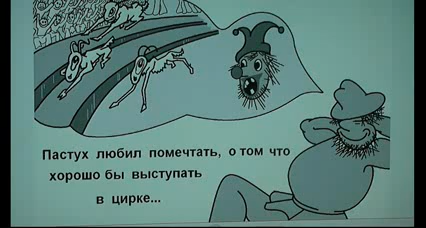 Пастух любил помечтать, о том что
хорошо бы выступать
в цирке...